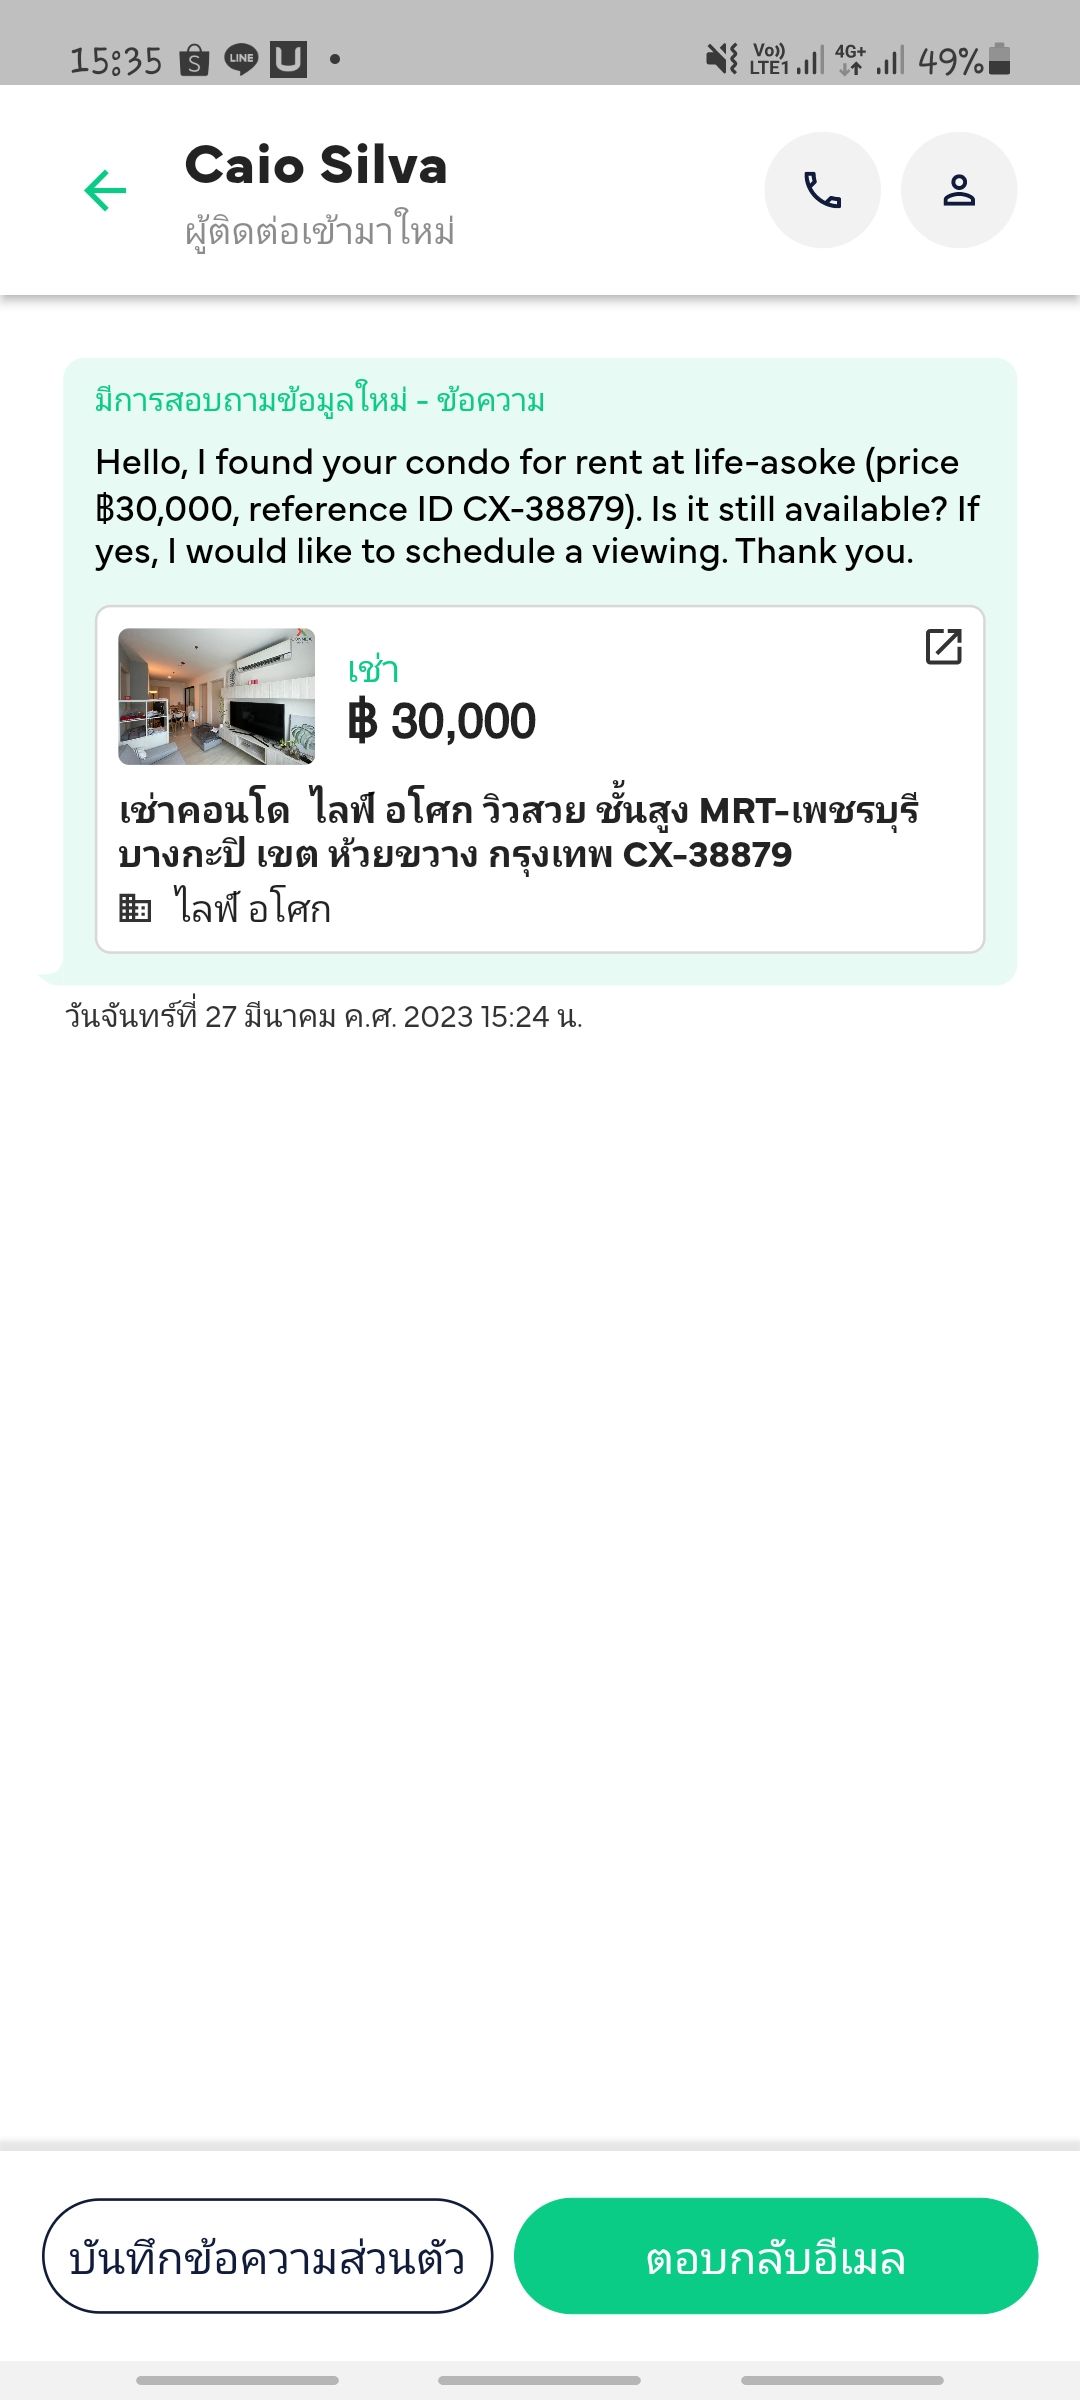 15:35 S LINE U Vo)) LTE1 4G+ 49%
Caio Silva
ผู้ติดต่อเข้ามาใหม่
มีการสอบถามข้อมูลใหม่ - ข้อความ
Hello, I found your condo for rent at life-asoke (price
฿30,000, reference ID CX-38879). Is it still available? If
yes, I would like to schedule a viewing. Thank you.
เช่า
฿ 30,000
เช่าคอนโด ไลฟ์ อโศก วิวสวย ชั้นสูง MRT-เพชรบุรี
บางกะปิ เขต ห้วยขวาง กรุงเทพ CX-38879
ไลฟ์ อโศก
วันจันทร์ที่ 27 มีนาคม ค.ศ. 2023 15:24 น.
บันทึกข้อความส่วนตัว
ตอบกลับอีเมล